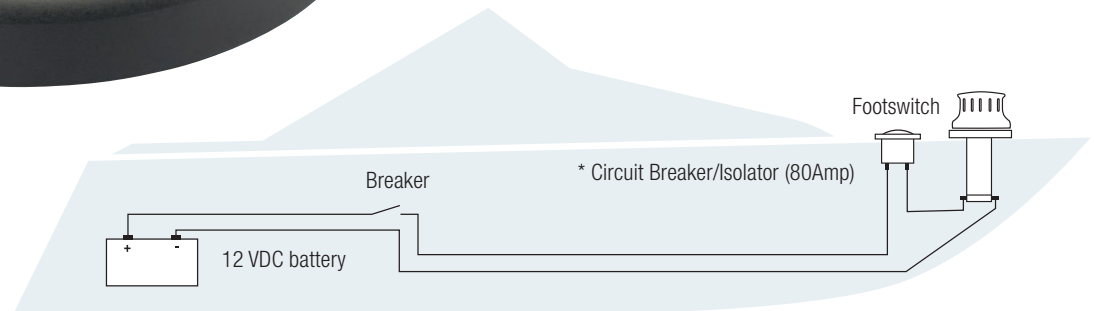 Footswitch
* Circuit Breaker/Isolator (80Amp)
Breaker
+ -
12 VDC battery